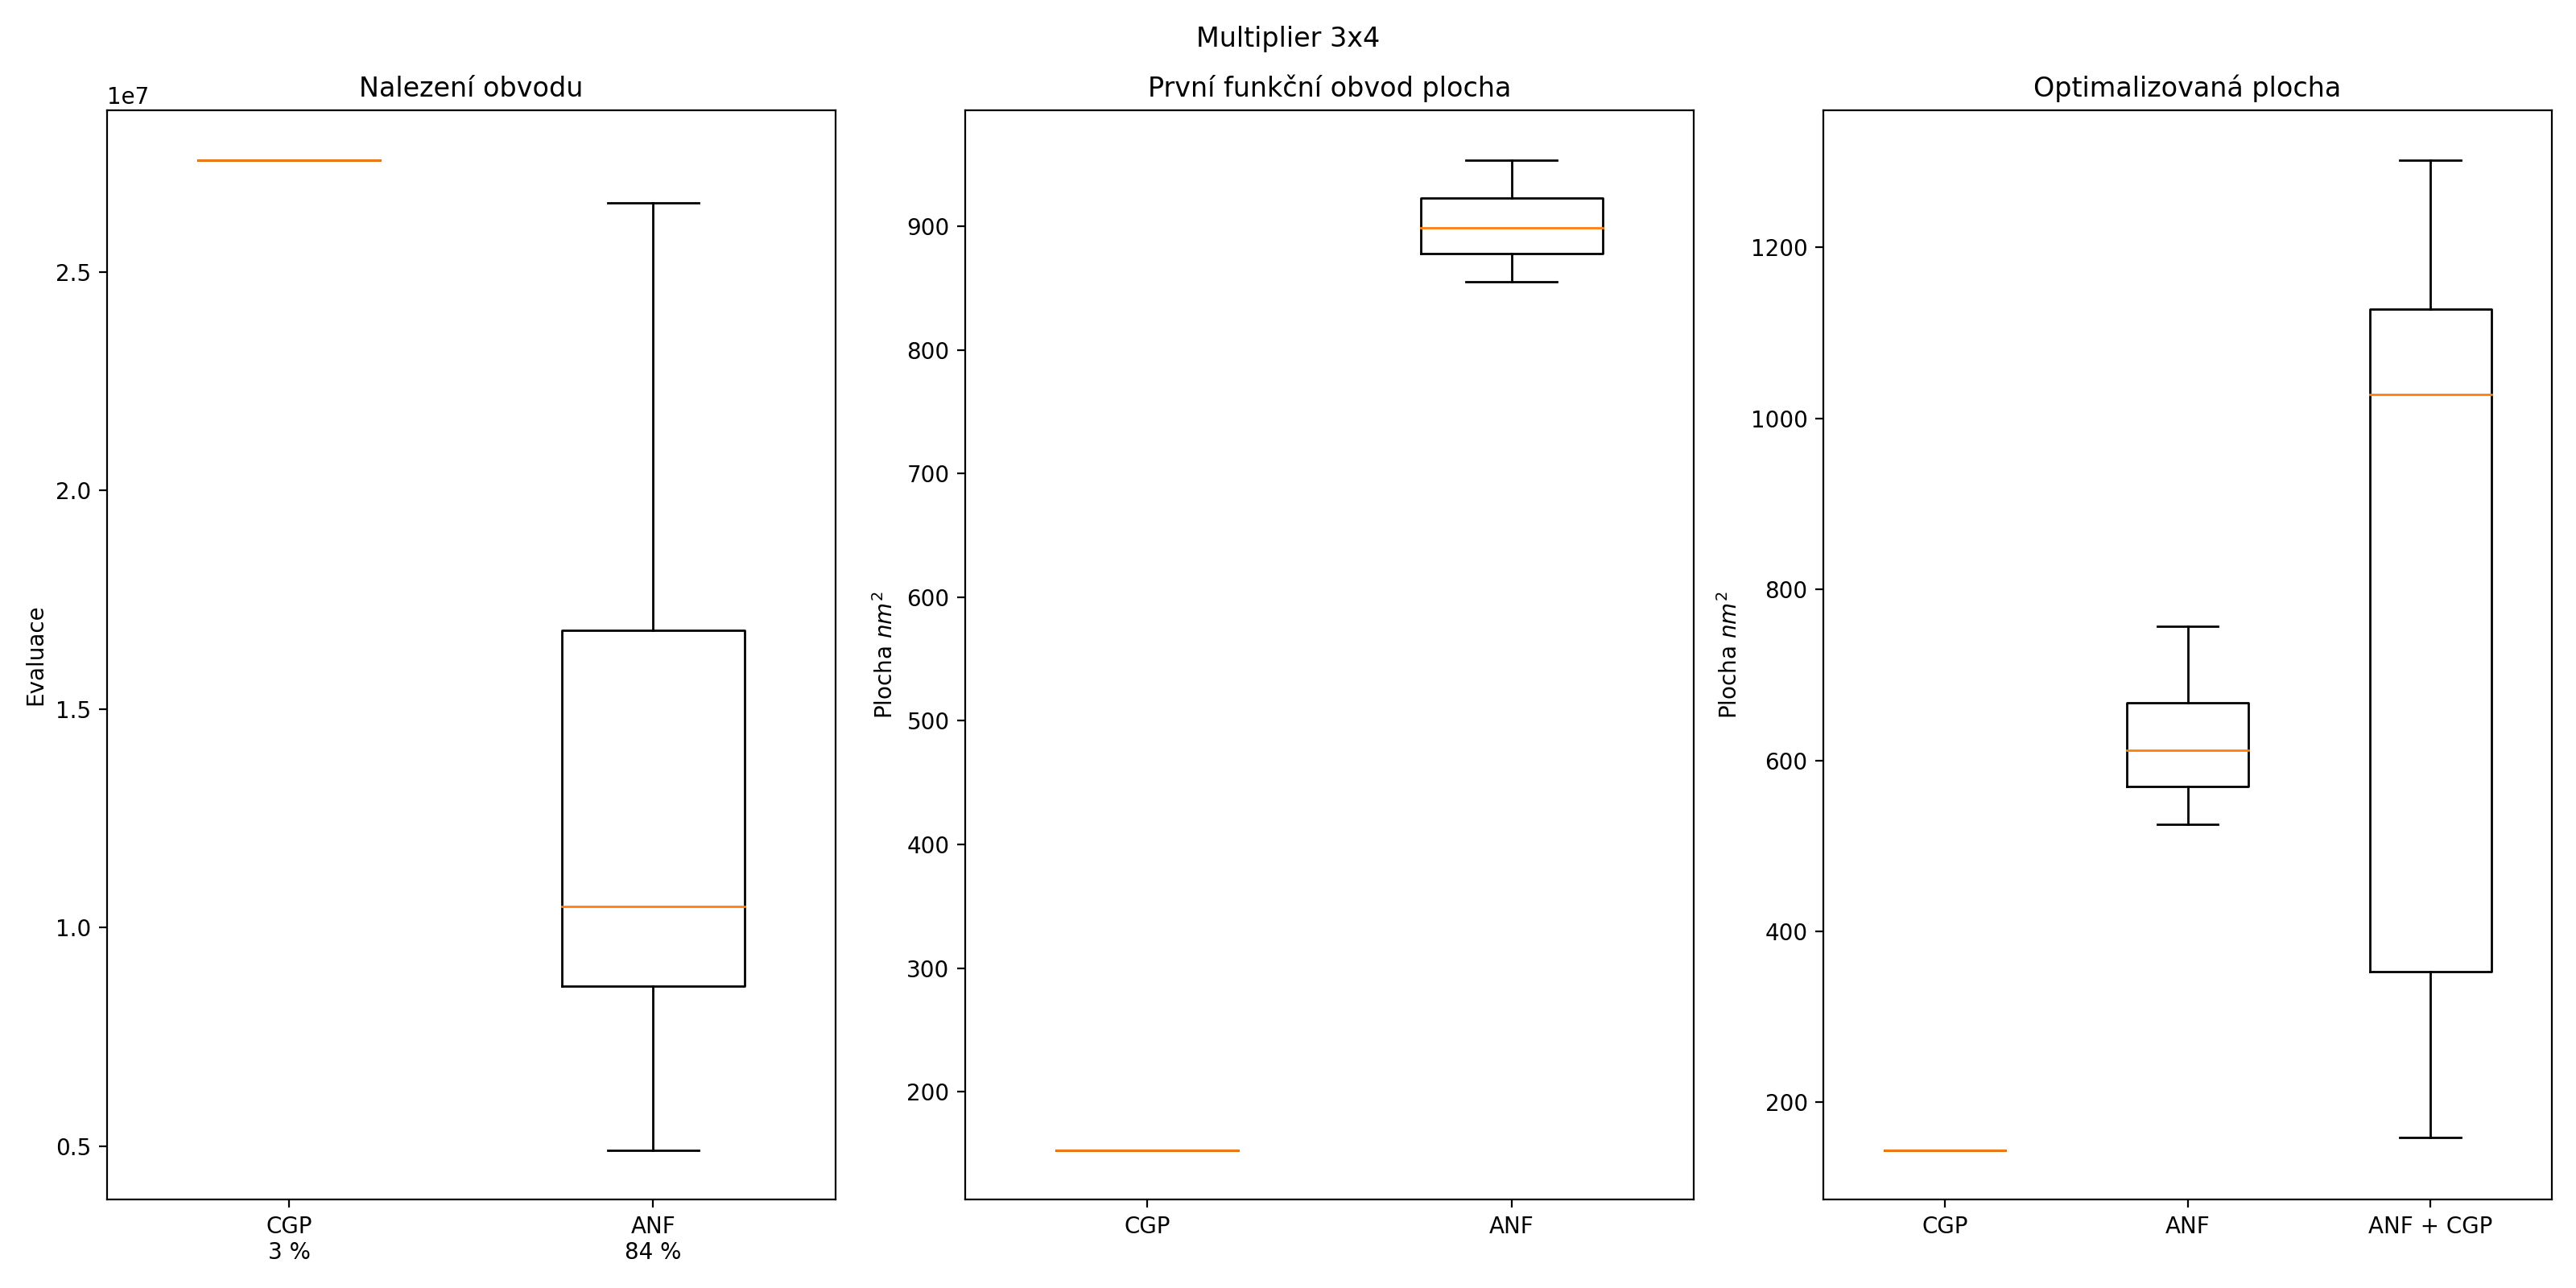 Multiplier 3x4
Nalezení obvodu
1e7
Evaluace
2.5
2.0
1.5
1.0
0.5
CGP
3 %
ANF
84 %
První funkční obvod plocha
Plocha nm²
900
800
700
600
500
400
300
200
CGP
ANF
Optimalizovaná plocha
Plocha nm²
1200
1000
800
600
400
200
CGP
ANF
ANF + CGP